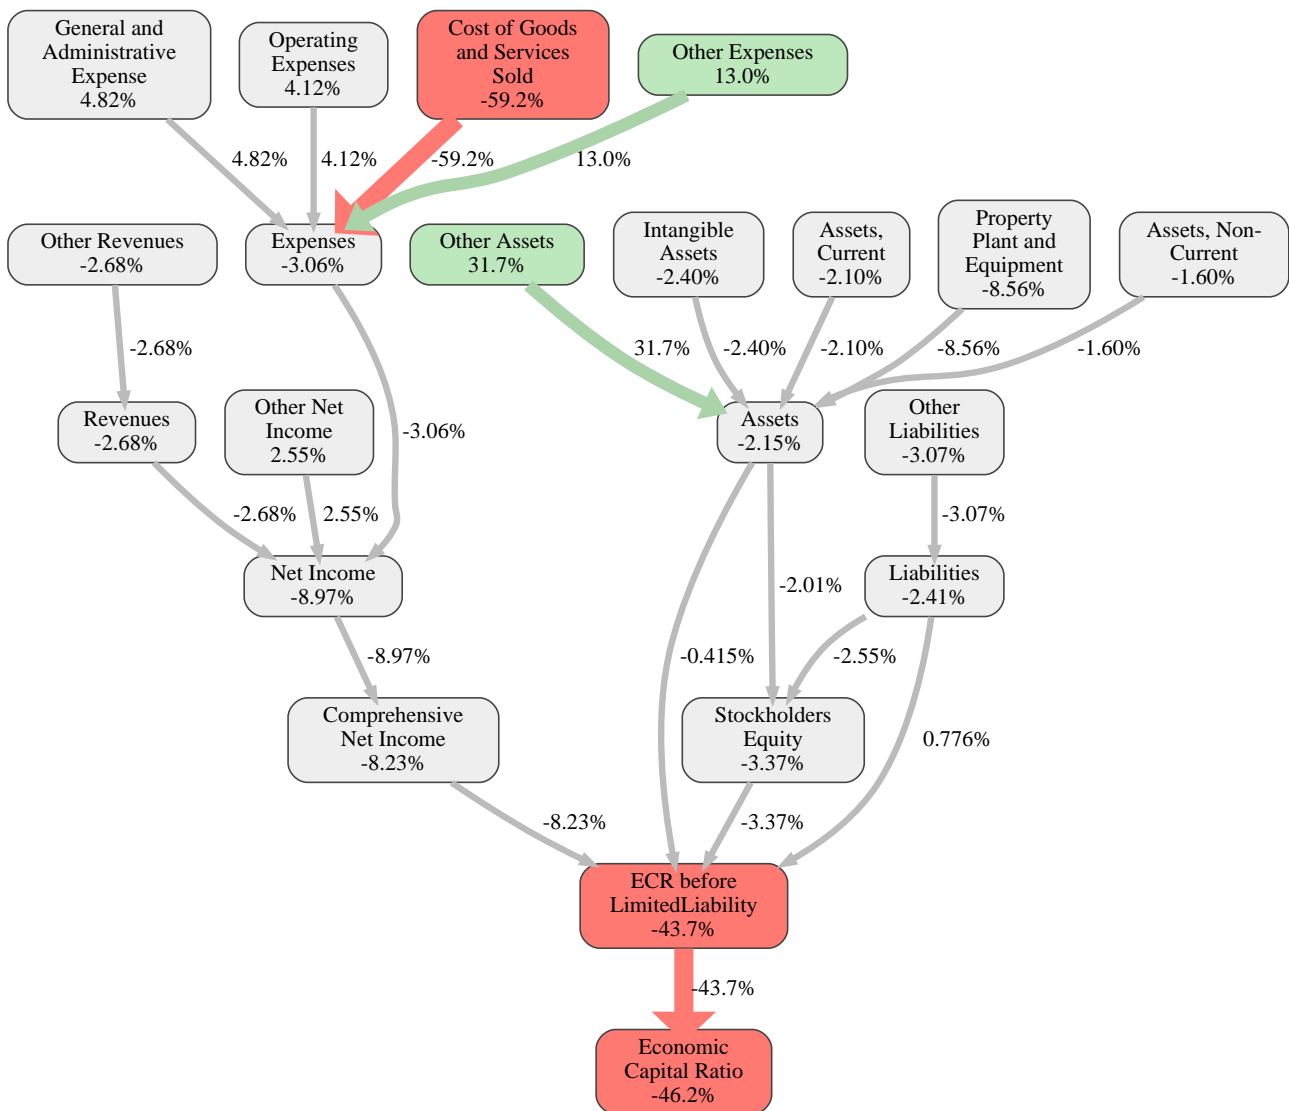 General and
Administrative
Expense
4.82%
Operating
Expenses
4.12%
Cost of Goods
and Services
Sold
-59.2%
Other Expenses
13.0%
4.82%
4.12%
-59.2%
13.0%
Other Revenues
-2.68%
Expenses
-3.06%
Other Assets
31.7%
Intangible
Assets
-2.40%
Assets,
Current
-2.10%
Property
Plant and
Equipment
-8.56%
Assets, Non-
Current
-1.60%
-2.68%
31.7%
-2.40%
-2.10%
-8.56%
-1.60%
Revenues
-2.68%
Other Net
Income
2.55%
-3.06%
Assets
-2.15%
Other
Liabilities
-3.07%
-2.68%
2.55%
-3.07%
Net Income
-8.97%
-2.01%
Liabilities
-2.41%
-8.97%
-0.415%
-2.55%
Comprehensive
Net Income
-8.23%
Stockholders
Equity
-3.37%
0.776%
-8.23%
-3.37%
ECR before
LimitedLiability
-43.7%
-43.7%
Economic
Capital Ratio
-46.2%